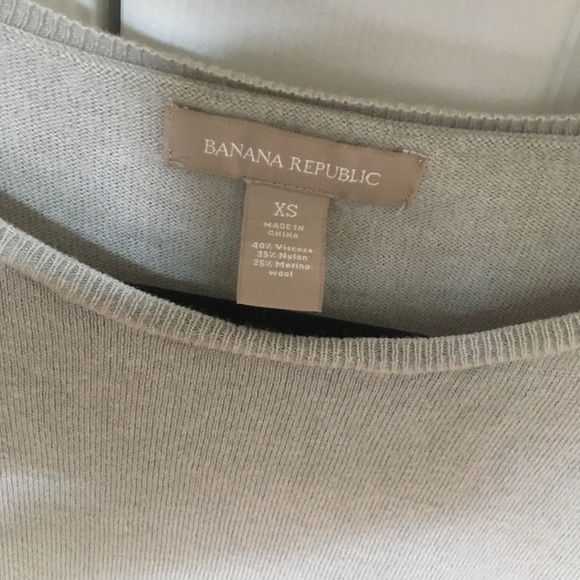 BANANA REPUBLIC
XS
MADE IN
CHINA
40% Viscose
35% Nylon
25% Merino
wool